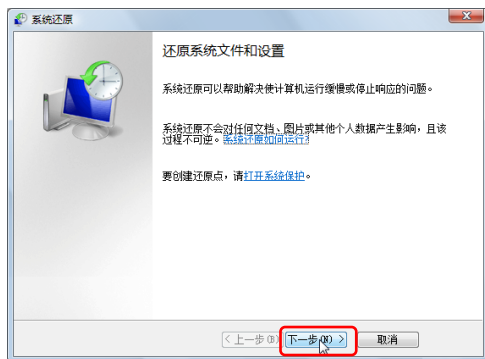 系统还原
还原系统文件和设置
系统还原可以帮助解决使计算机运行缓慢或停止响应的问题。
系统还原不会对任何文档、图片或其他个人数据产生影响，且该
过程不可逆。系统还原如何运行?
要创建还原点，请打开系统保护。
<上一步(B) 下一步(N) > 取消